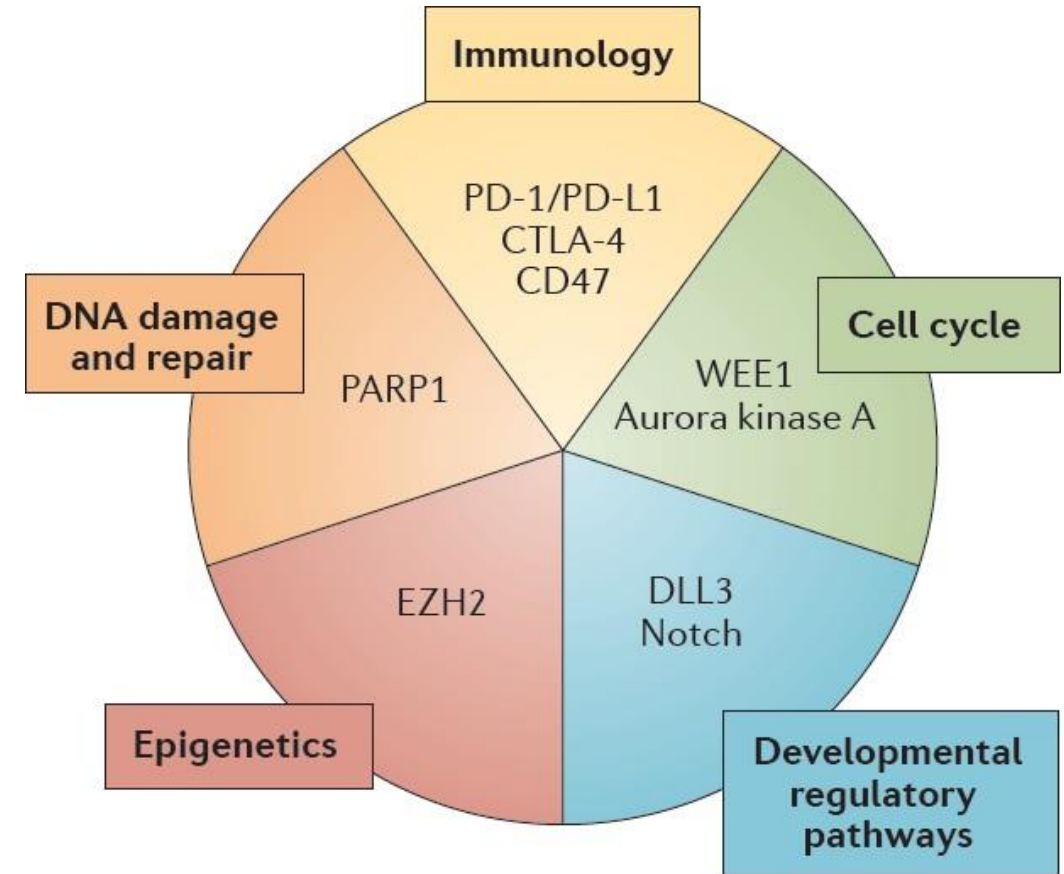 Immunology
PD-1/PD-L1
CTLA-4
CD47
DNA damage
and repair
PARP1
Cell cycle
WEE1
Aurora kinase A
EZH2
DLL3
Notch
Epigenetics
Developmental
regulatory
pathways